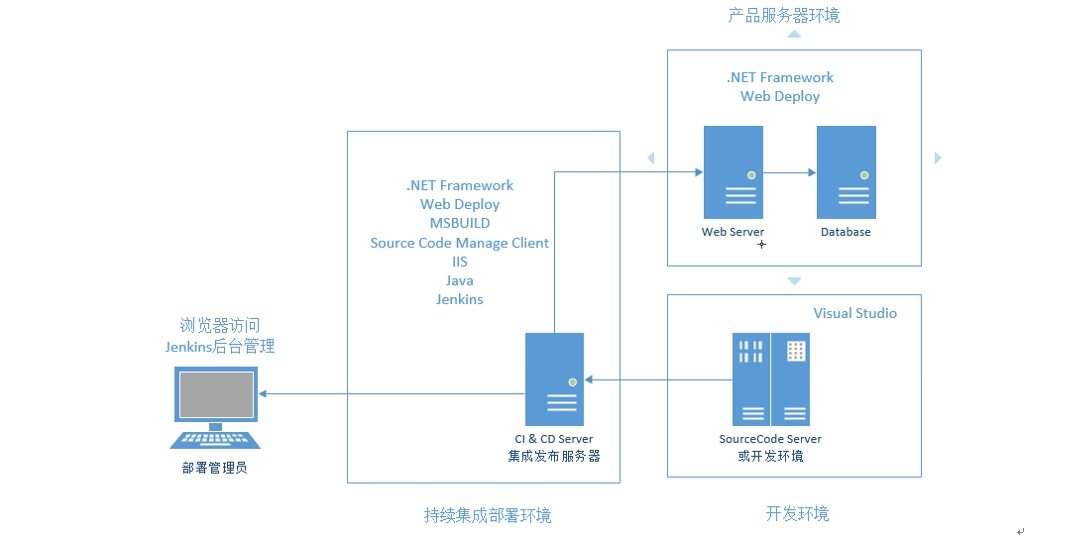 产品服务器环境
.NET Framework
Web Deploy
Web Server
Database
.NET Framework
Web Deploy
MSBUILD
Source Code Manage Client
IIS
Java
Jenkins
CI & CD Server
集成发布服务器
持续集成部署环境
浏览器访问
Jenkins后台管理
部署管理员
Visual Studio
SourceCode Server
或开发环境
开发环境